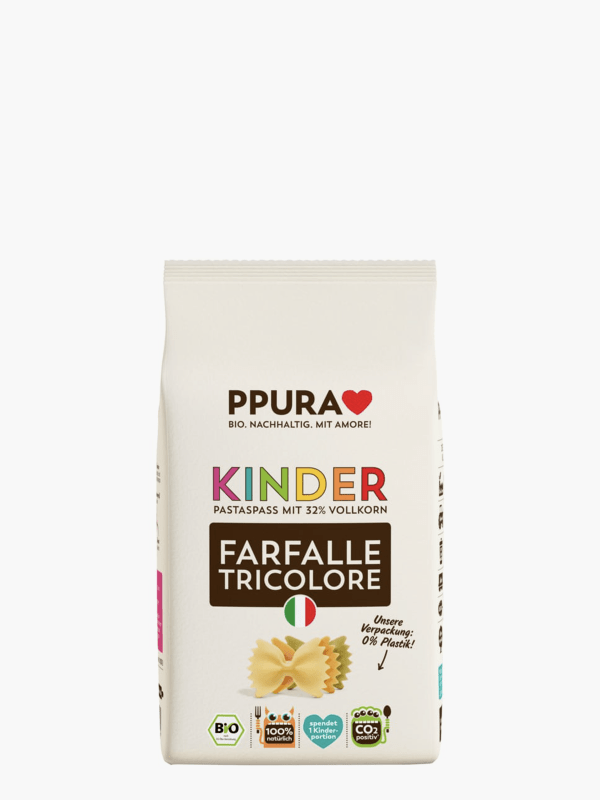 PPURA
BIO. NACHHALTIG. MIT AMORE!
KINDER
PASTASPASS MIT 32% VOLLKORN
FARFALLE
TRICOLORE
Unsere
Verpackung:
0% Plastik!
BIO
100%
natürlich
spendet
1 Kinder-
portion
CO2
positiv